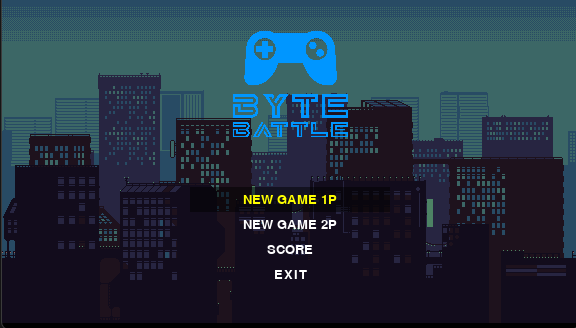 BYTE
BATTLE
NEW GAME 1P
NEW GAME 2P
SCORE
EXIT